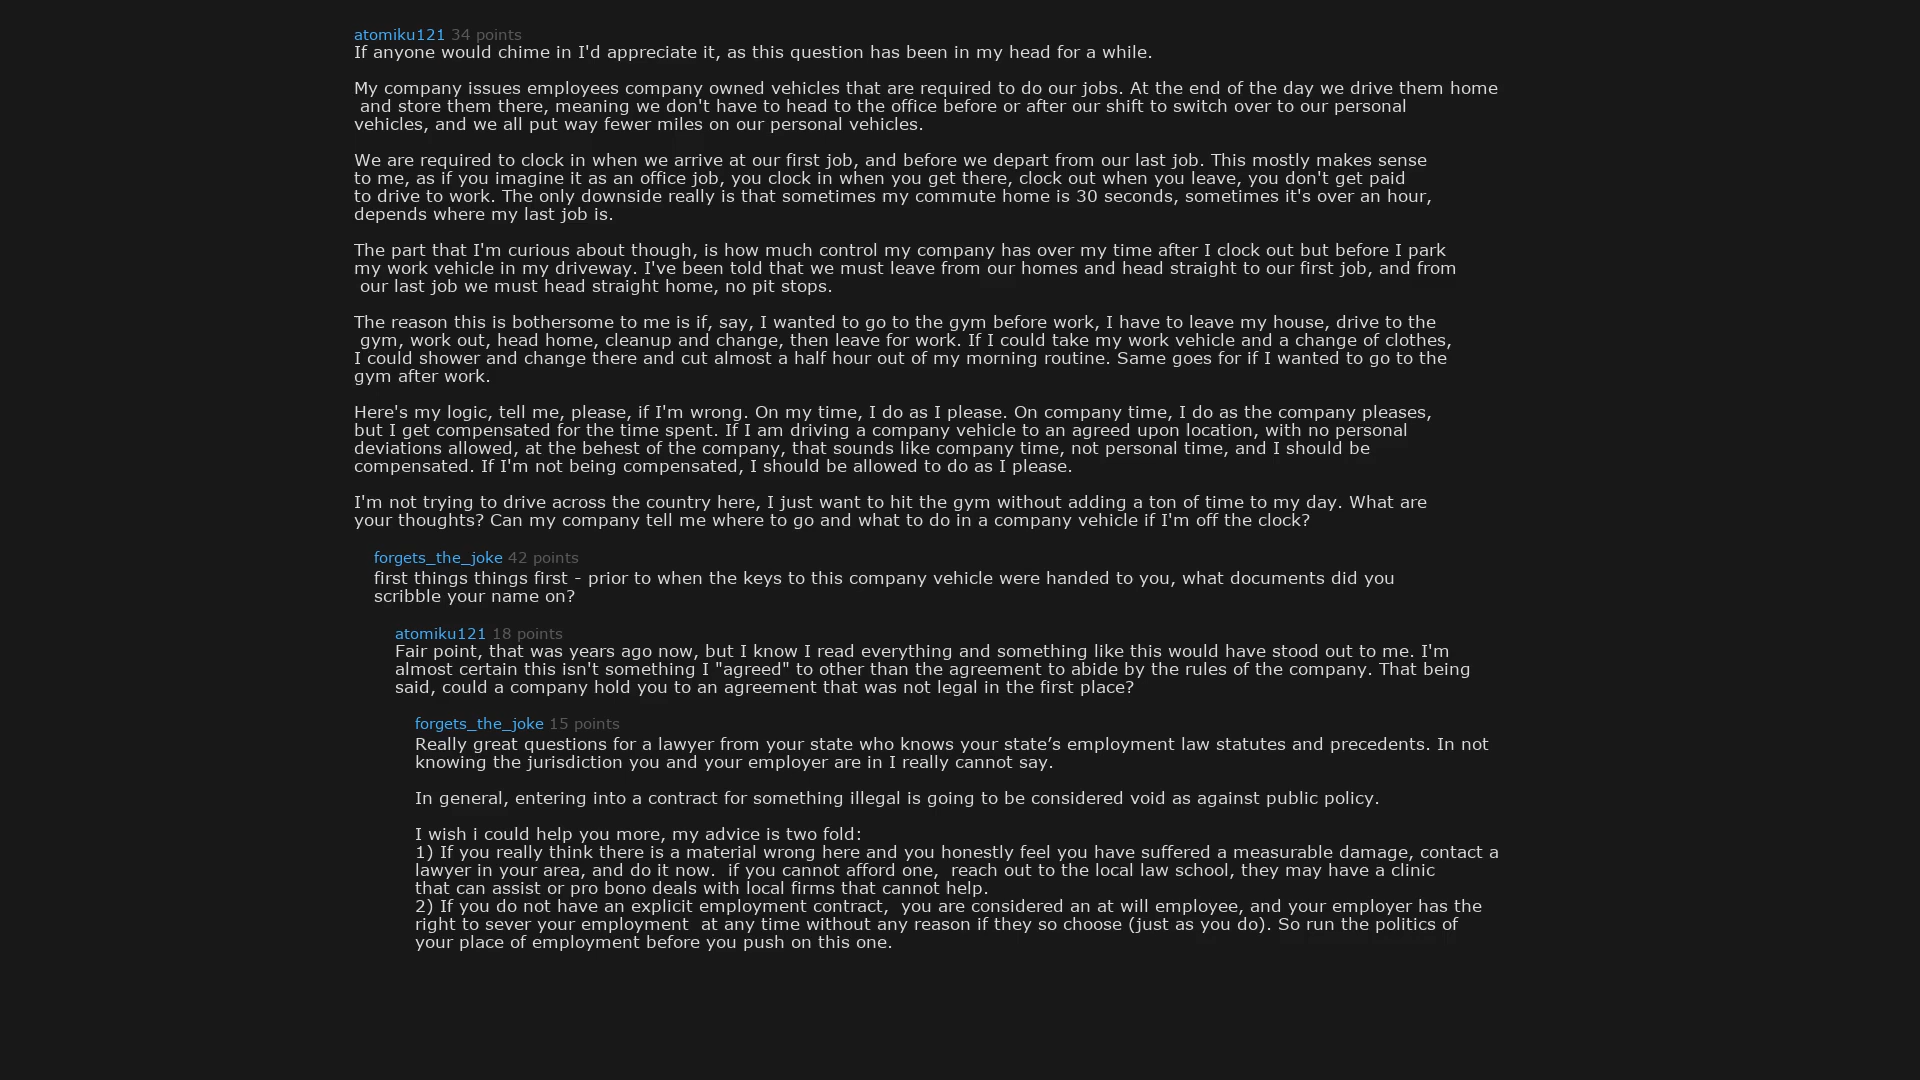 atomiku121 34 points
If anyone would chime in I'd appreciate it, as this question has been in my head for a while.
My company issues employees company owned vehicles that are required to do our jobs. At the end of the day we drive them home
and store them there, meaning we don't have to head to the office before or after our shift to switch over to our personal
vehicles, and we all put way fewer miles on our personal vehicles.
We are required to clock in when we arrive at our first job, and before we depart from our last job. This mostly makes sense
to me, as if you imagine it as an office job, you clock in when you get there, clock out when you leave, you don't get paid
to drive to work. The only downside really is that sometimes my commute home is 30 seconds, sometimes it's over an hour,
depends where my last job is.
The part that I'm curious about though, is how much control my company has over my time after I clock out but before I park
my work vehicle in my driveway. I've been told that we must leave from our homes and head straight to our first job, and from
our last job we must head straight home, no pit stops.
The reason this is bothersome to me is if, say, I wanted to go to the gym before work, I have to leave my house, drive to the
gym, work out, head home, cleanup and change, then leave for work. If I could take my work vehicle and a change of clothes,
I could shower and change there and cut almost a half hour out of my morning routine. Same goes for if I wanted to go to the
gym after work.
Here's my logic, tell me, please, if I'm wrong. On my time, I do as I please. On company time, I do as the company pleases,
but I get compensated for the time spent. If I am driving a company vehicle to an agreed upon location, with no personal
deviations allowed, at the behest of the company, that sounds like company time, not personal time, and I should be
compensated. If I'm not being compensated, I should be allowed to do as I please.
I'm not trying to drive across the country here, I just want to hit the gym without adding a ton of time to my day. What are
your thoughts? Can my company tell me where to go and what to do in a company vehicle if I'm off the clock?
forgets_the_joke 42 points
first things things first - prior to when the keys to this company vehicle were handed to you, what documents did you
scribble your name on?
atomiku121 18 points
Fair point, that was years ago now, but I know I read everything and something like this would have stood out to me. I'm
almost certain this isn't something I "agreed" to other than the agreement to abide by the rules of the company. That being
said, could a company hold you to an agreement that was not legal in the first place?
forgets_the_joke 15 points
Really great questions for a lawyer from your state who knows your state’s employment law statutes and precedents. In not
knowing the jurisdiction you and your employer are in I really cannot say.
In general, entering into a contract for something illegal is going to be considered void as against public policy.
I wish i could help you more, my advice is two fold:
1) If you really think there is a material wrong here and you honestly feel you have suffered a measurable damage, contact a
lawyer in your area, and do it now.  if you cannot afford one,  reach out to the local law school, they may have a clinic
that can assist or pro bono deals with local firms that cannot help.
2) If you do not have an explicit employment contract,  you are considered an at will employee, and your employer has the
right to sever your employment  at any time without any reason if they so choose (just as you do). So run the politics of
your place of employment before you push on this one.